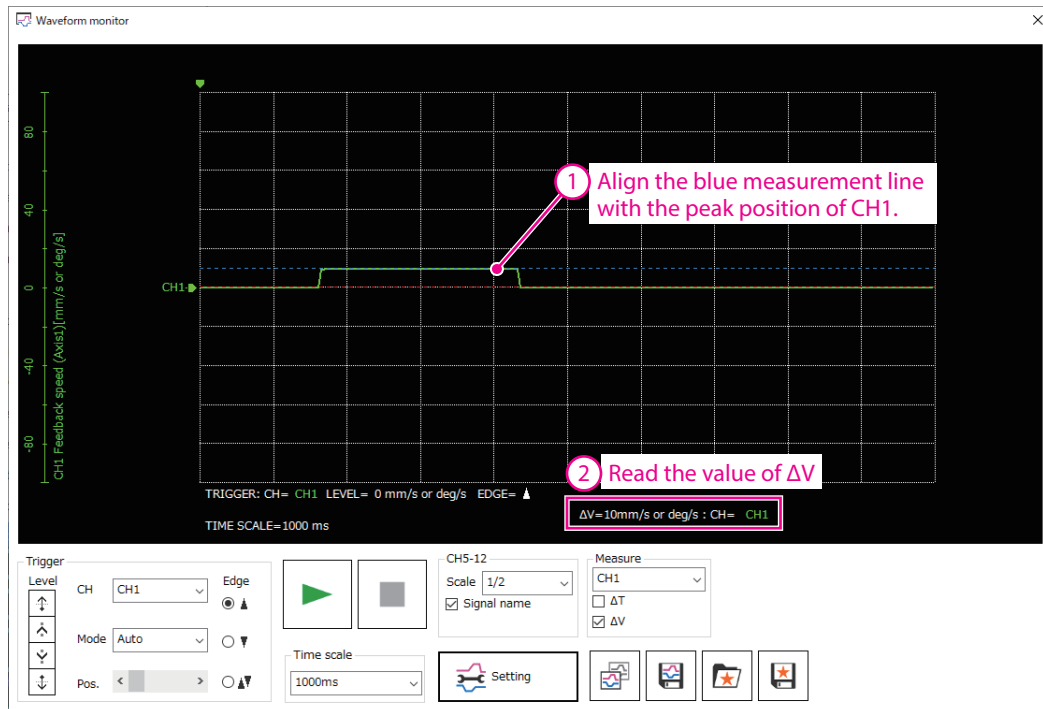 Waveform monitor
80
40
0
-40
-80
CH1 Feedback speed (Axis1)[mm/s or deg/s]
CH1
1 Align the blue measurement line
with the peak position of CH1.
2 Read the value of ΔV
TRIGGER: CH= CH1 LEVEL= 0 mm/s or deg/s EDGE=
ΔV=10mm/s or deg/s : CH= CH1
TIME SCALE=1000 ms
Trigger
Level
CH CH1
Edge
Mode Auto
Pos.
Time scale
1000ms
CH5-12
Scale 1/2
Signal name
Setting
Measure
CH1
ΔT
ΔV